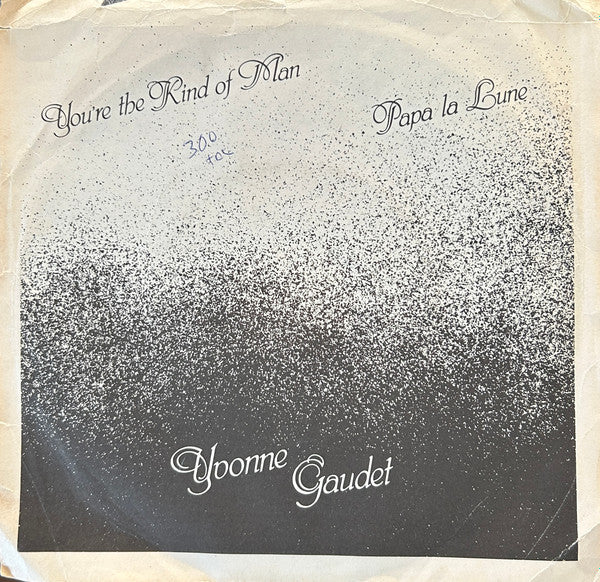 You're the Kind of Man
Papa la Lune
3.00
Yvonne
Gaudet